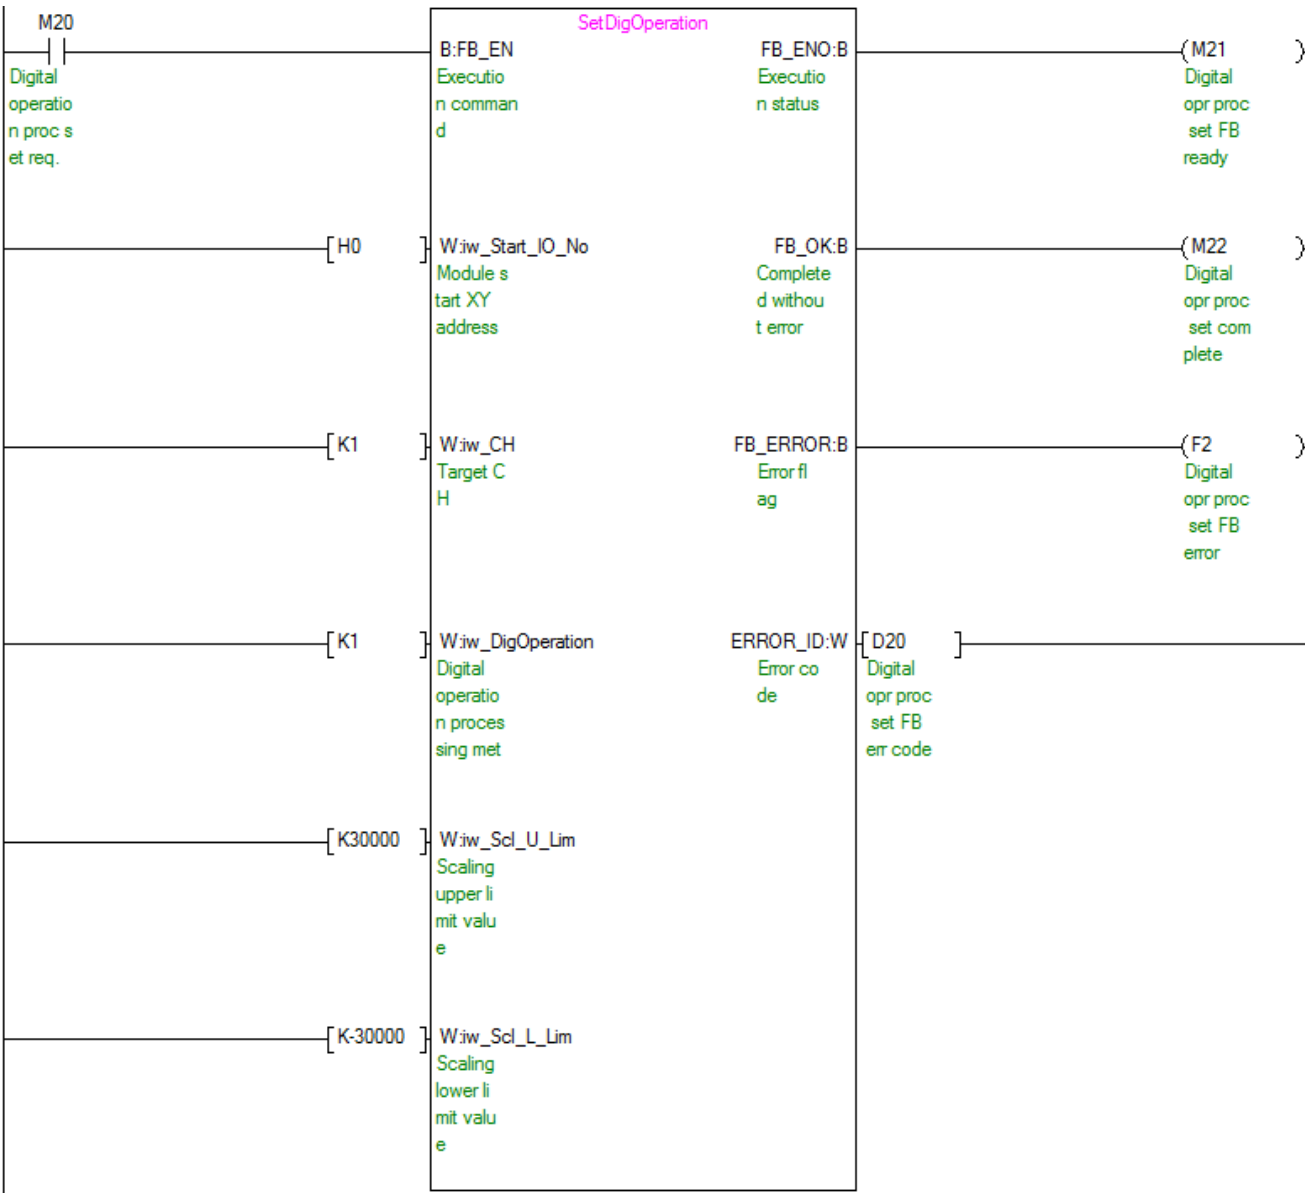 SetDigOperation
M20
B:FB_EN
FB_ENO:B
(M21 )
Digital
operatio
n proc s
et req.
Executio
n comman
d
Executio
n status
Digital
opr proc
set FB
ready
[H0 ]
W:iw_Start_IO_No
FB_OK:B
(M22 )
Module s
tart XY
address
Complete
d withou
t error
Digital
opr proc
set com
plete
[K1 ]
W:iw_CH
FB_ERROR:B
(F2 )
Target C
H
Error fl
ag
Digital
opr proc
set FB
error
[K1 ]
W:iw_DigOperation
ERROR_ID:W
[D20 ]
Digital
operatio
n proces
sing met
Error co
de
Digital
opr proc
set FB
err code
[K30000 ]
W:iw_Scl_U_Lim
Scaling
upper li
mit valu
e
[K-30000 ]
W:iw_Scl_L_Lim
Scaling
lower li
mit valu
e